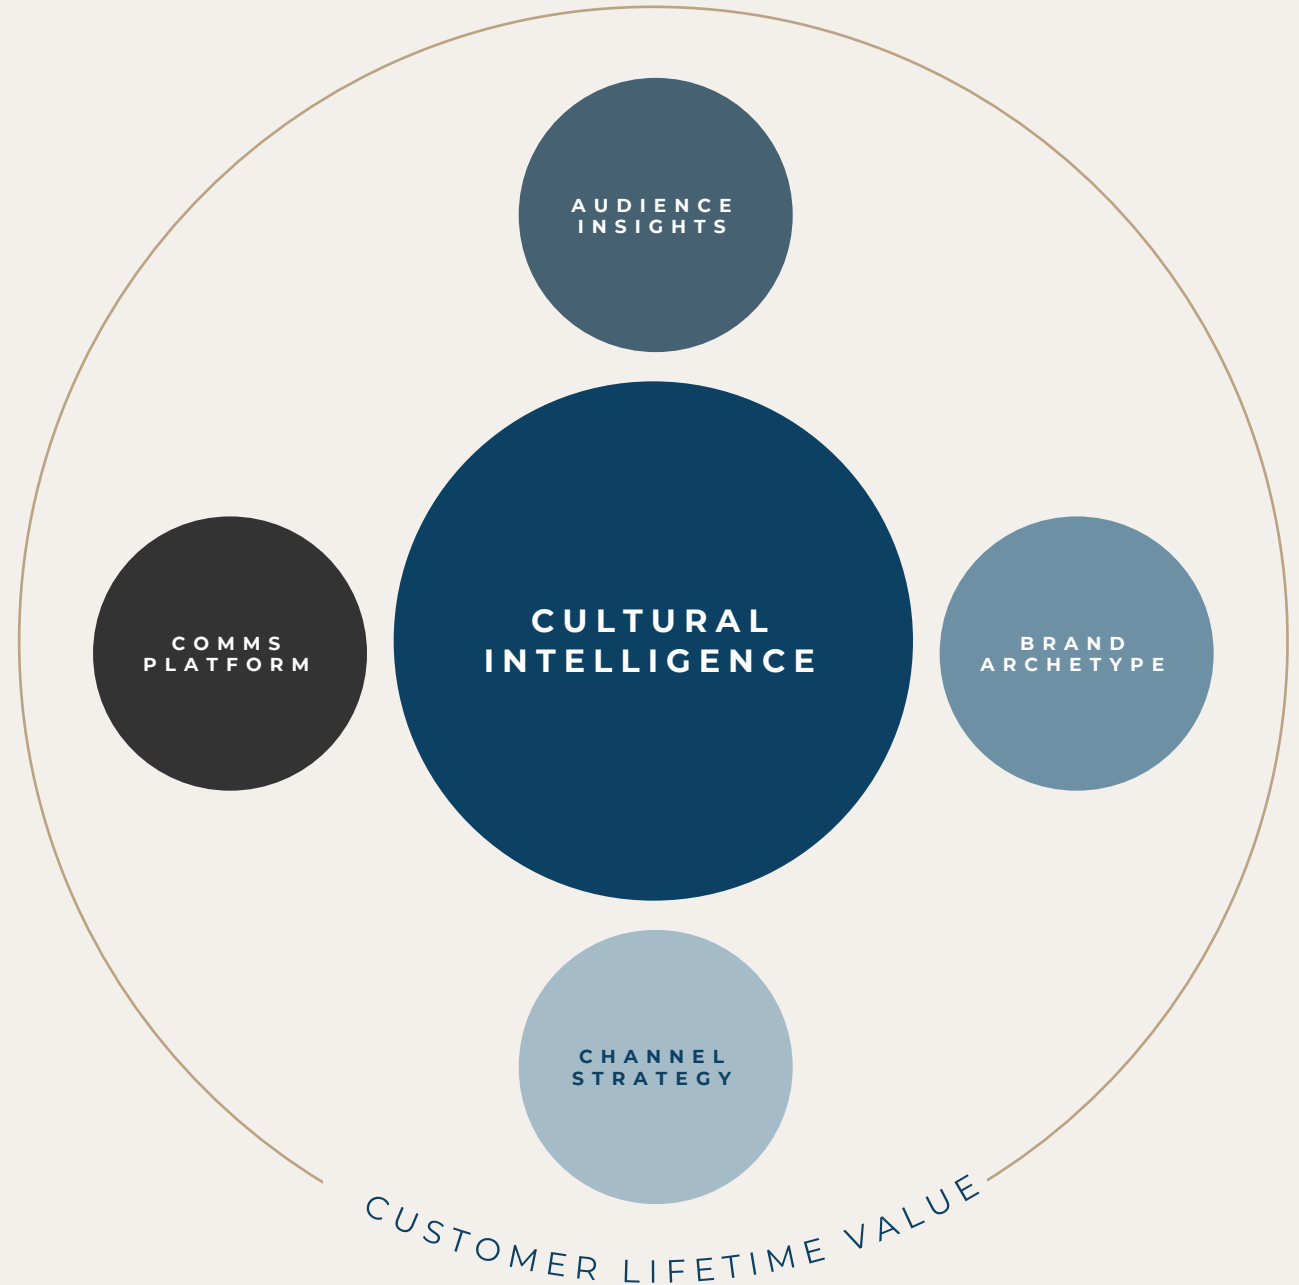 AUDIENCE
INSIGHTS
CULTURAL
INTELLIGENCE
COMMS
PLATFORM
BRAND
ARCHETYPE
CHANNEL
STRATEGY
CUSTOMER LIFETIME VALUE